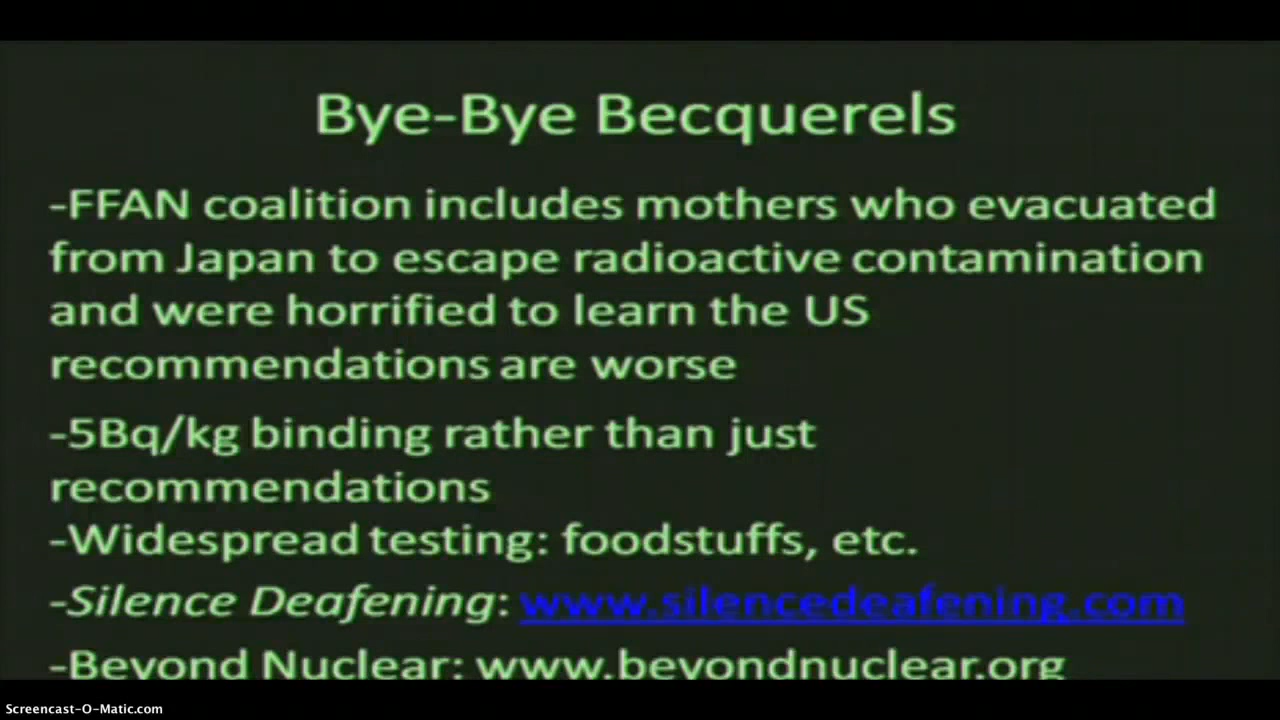 Bye-Bye Becquerels
-FFAN coalition includes mothers who evacuated
from Japan to escape radioactive contamination
and were horrified to learn the US
recommendations are worse
-5Bq/kg binding rather than just
recommendations
-Widespread testing: foodstuffs, etc.
-Silence Deafening: www.silencedeafening.com
-Beyond Nuclear: www.beyondnuclear.org
Screencast-O-Matic.com